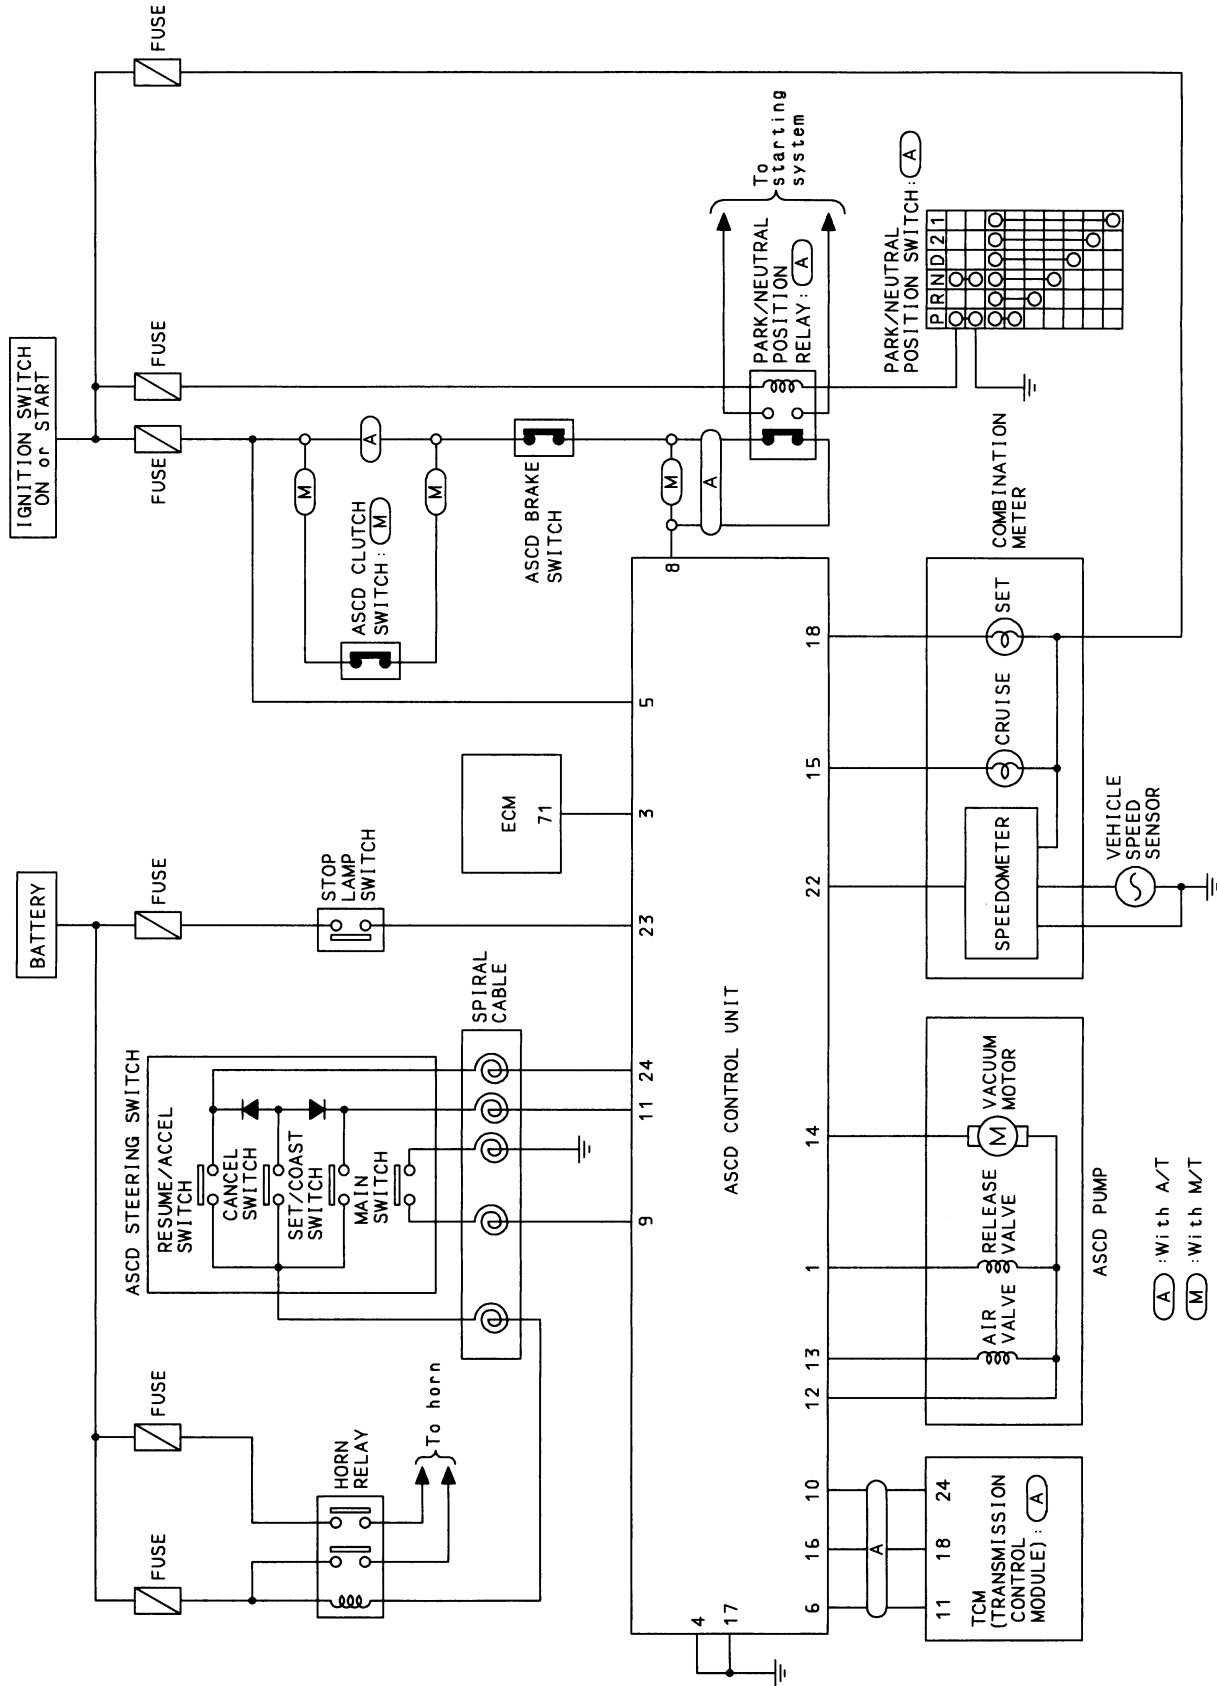 IGNITION SWITCH
ON or START
FUSE
FUSE
FUSE
BATTERY
FUSE
FUSE
FUSE
ASCD CLUTCH
SWITCH : M
M
A
M
ASCD BRAKE
SWITCH
M
A
PARK/NEUTRAL
POSITION
RELAY : A
To
starting
system
PARK/NEUTRAL
POSITION SWITCH : A
P R N D 2 1
STOP
LAMP
SWITCH
ECM
71
ASCD STEERING SWITCH
RESUME/ACCEL
SWITCH
CANCEL
SWITCH
SET/COAST
SWITCH
MAIN
SWITCH
SPIRAL
CABLE
HORN
RELAY
To horn
9
11
24
23
3
5
8
ASCD CONTROL UNIT
4
17
6
16
10
12
13
1
14
22
15
18
COMBINATION
METER
SPEEDOMETER
CRUISE
SET
VEHICLE
SPEED
SENSOR
AIR
VALVE
RELEASE
VALVE
M
VACUUM
MOTOR
ASCD PUMP
A
11
18
24
TCM
(TRANSMISSION
CONTROL
MODULE) : A
A :With A/T
M :With M/T